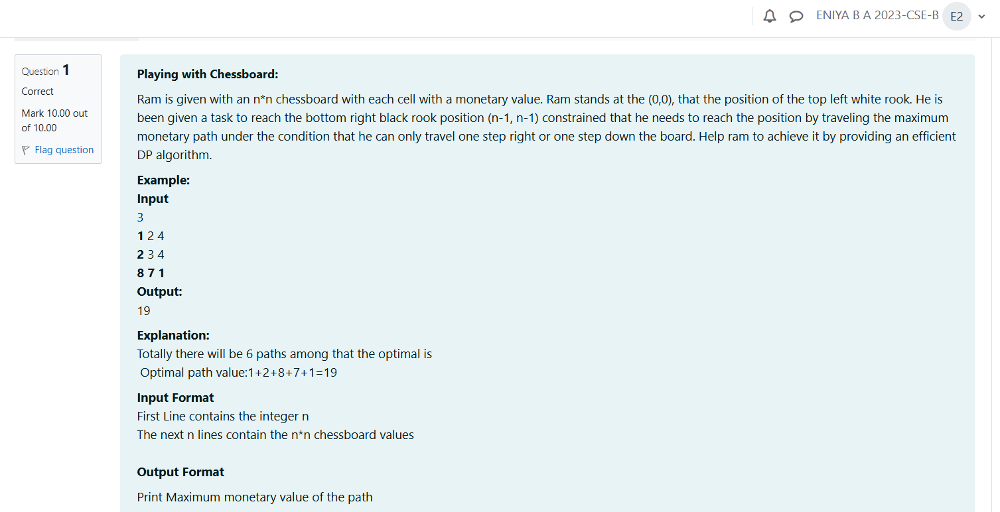 ENIYA B A 2023-CSE-B E2
Question 1
Correct
Mark 10.00 out
of 10.00
Flag question
Playing with Chessboard:
Ram is given with an n*n chessboard with each cell with a monetary value. Ram stands at the (0,0), that the position of the top left white rook. He is
been given a task to reach the bottom right black rook position (n-1, n-1) constrained that he needs to reach the position by traveling the maximum
monetary path under the condition that he can only travel one step right or one step down the board. Help ram to achieve it by providing an efficient
DP algorithm.
Example:
Input
3
1 2 4
2 3 4
8 7 1
Output:
19
Explanation:
Totally there will be 6 paths among that the optimal is
Optimal path value:1+2+8+7+1=19
Input Format
First Line contains the integer n
The next n lines contain the n*n chessboard values
Output Format
Print Maximum monetary value of the path